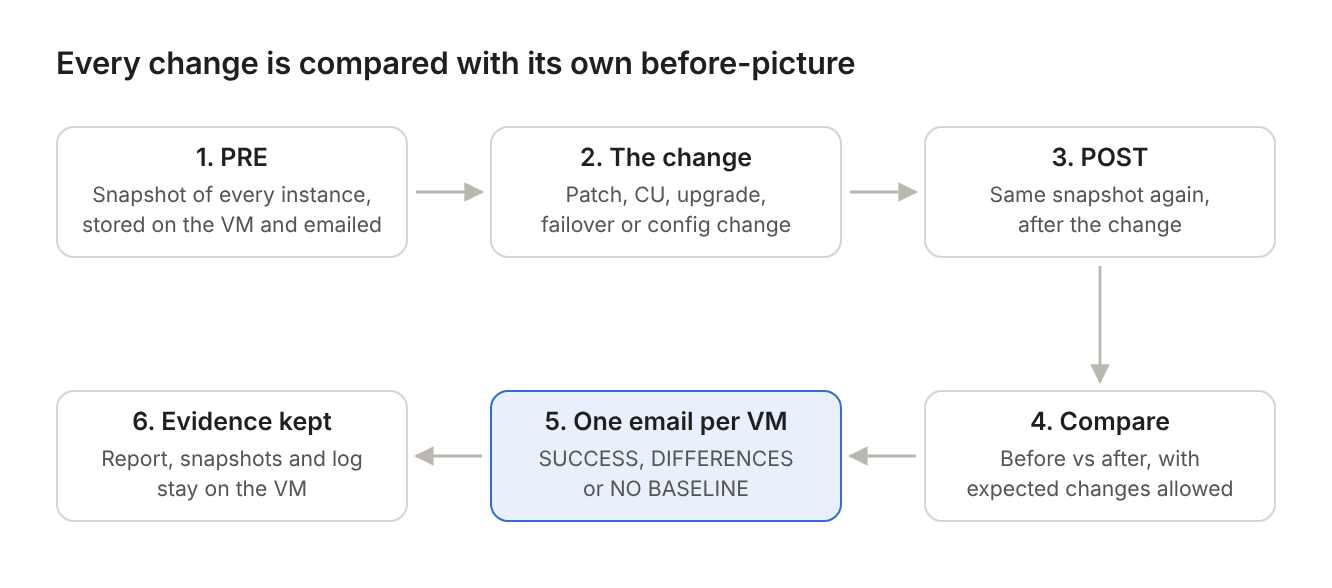 Every change is compared with its own before-picture
1. PRE
Snapshot of every instance,
stored on the VM and emailed
2. The change
Patch, CU, upgrade,
failover or config change
3. POST
Same snapshot again,
after the change
4. Compare
Before vs after, with
expected changes allowed
5. One email per VM
SUCCESS, DIFFERENCES
or NO BASELINE
6. Evidence kept
Report, snapshots and log
stay on the VM